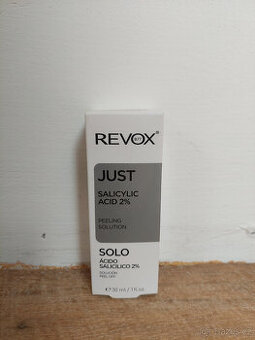 REVOX B77®
JUST
SALICYLIC
ACID 2%
PEELING
SOLUTION
SOLO
ÁCIDO
SALICÍLICO 2%
SOLUCIÓN
PEELING
℮ 30 ml / 1 fl. oz.